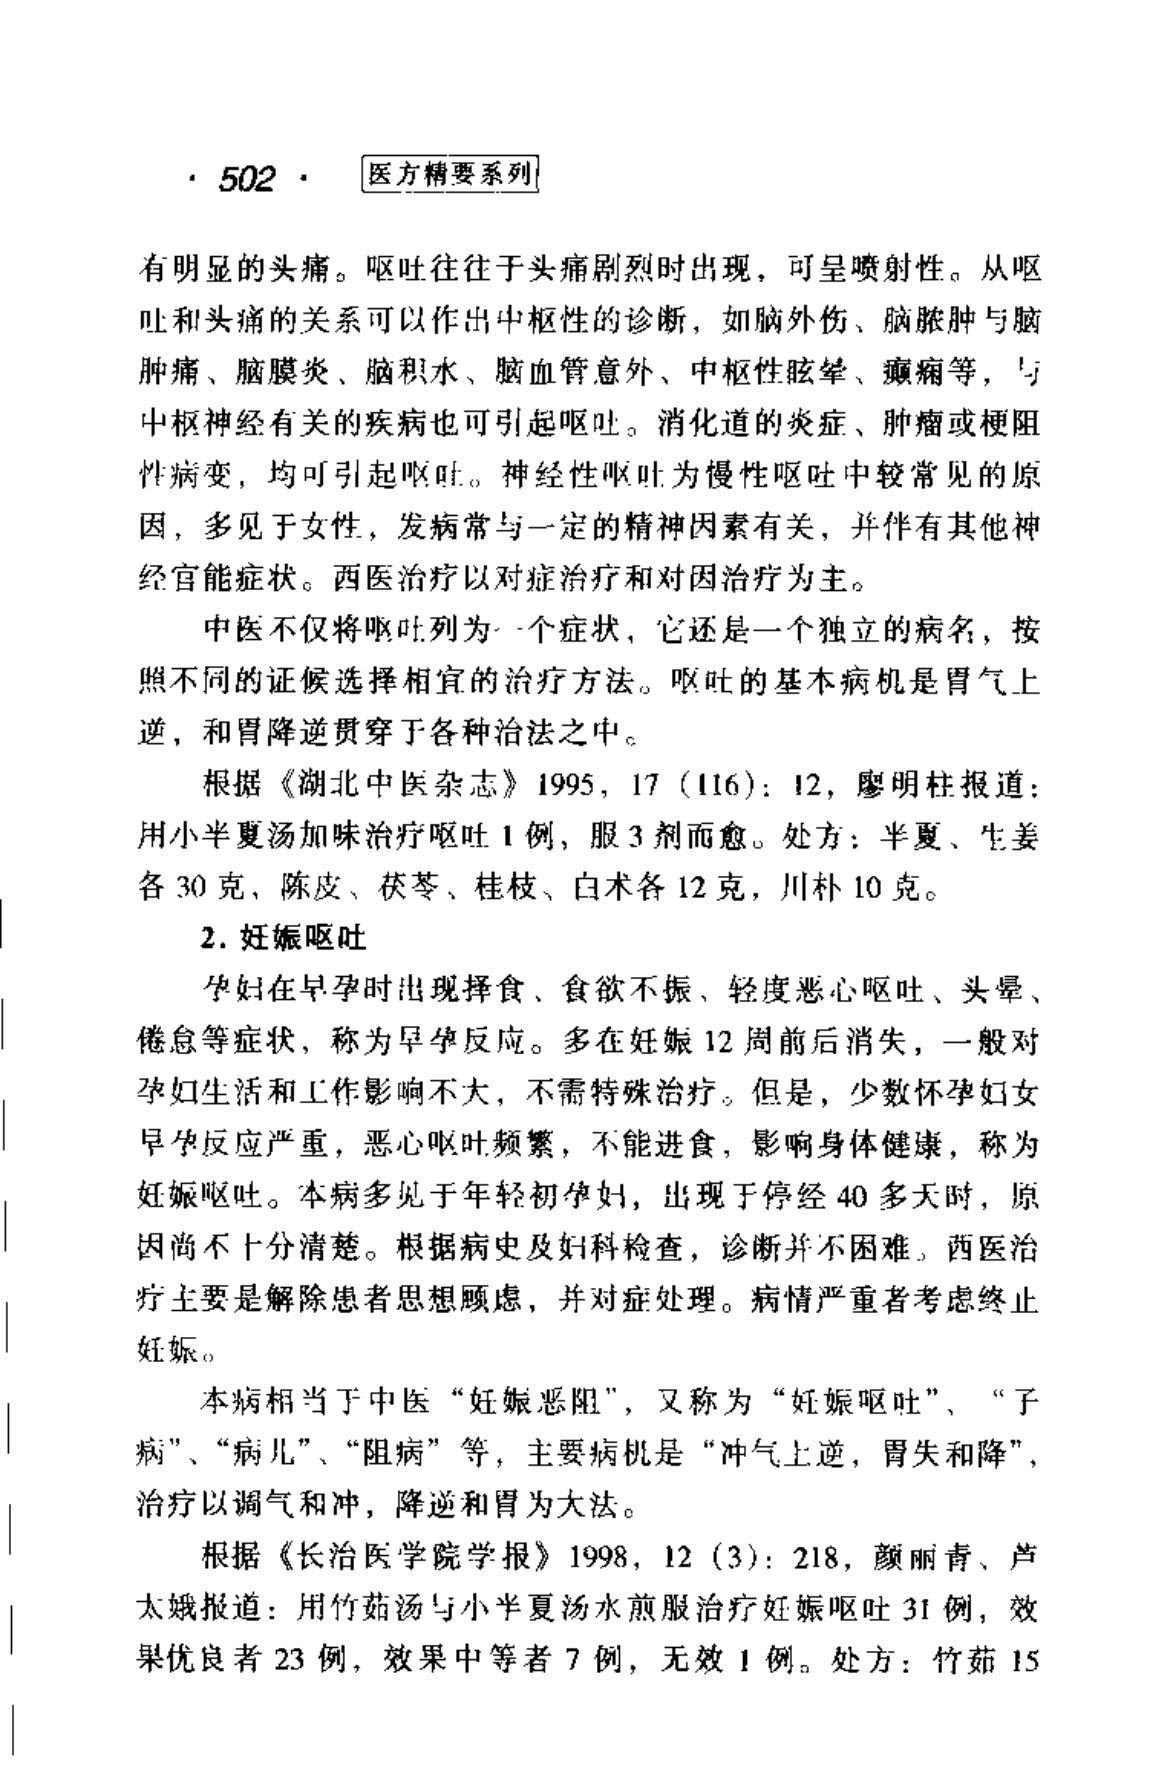 · 502 · 医方精要系列
有明显的头痛。呕吐往往于头痛剧烈时出现，可呈喷射性。从呕
吐和头痛的关系可以作出中枢性的诊断，如脑外伤、脑脓肿与脑
肿痛、脑膜炎、脑积水、脑血管意外、中枢性眩晕、癫痫等，与
中枢神经有关的疾病也可引起呕吐。消化道的炎症、肿瘤或梗阻
性病变，均可引起呕吐。神经性呕吐为慢性呕吐中较常见的原
因，多见于女性，发病常与一定的精神因素有关，并伴有其他神
经官能症状。西医治疗以对症治疗和对因治疗为主。
中医不仅将呕吐列为一个症状，它还是一个独立的病名，按
照不同的证候选择相宜的治疗方法。呕吐的基本病机是胃气上
逆，和胃降逆贯穿于各种治法之中。
根据《湖北中医杂志》1995，17（116）：12，廖明柱报道：
用小半夏汤加味治疗呕吐 1 例，服 3 剂而愈。处方：半夏、生姜
各 30 克，陈皮、茯苓、桂枝、白术各 12 克，川朴 10 克。
2. 妊娠呕吐
孕妇在早孕时出现择食、食欲不振、轻度恶心呕吐、头晕、
倦怠等症状，称为早孕反应。多在妊娠 12 周前后消失，一般对
孕妇生活和工作影响不大，不需特殊治疗。但是，少数怀孕妇女
早孕反应严重，恶心呕吐频繁，不能进食，影响身体健康，称为
妊娠呕吐。本病多见于年轻初孕妇，出现于停经 40 多天时，原
因尚不十分清楚。根据病史及妇科检查，诊断并不困难。西医治
疗主要是解除患者思想顾虑，并对症处理。病情严重者考虑终止
妊娠。
本病相当于中医“妊娠恶阻”，又称为“妊娠呕吐”、“子
病”、“病儿”、“阻病”等，主要病机是“冲气上逆，胃失和降”，
治疗以调气和冲，降逆和胃为大法。
根据《长治医学院学报》1998，12（3）：218，颜丽青、芦
太娥报道：用竹茹汤与小半夏汤水煎服治疗妊娠呕吐 31 例，效
果优良者 23 例，效果中等者 7 例，无效 1 例。处方：竹茹 15